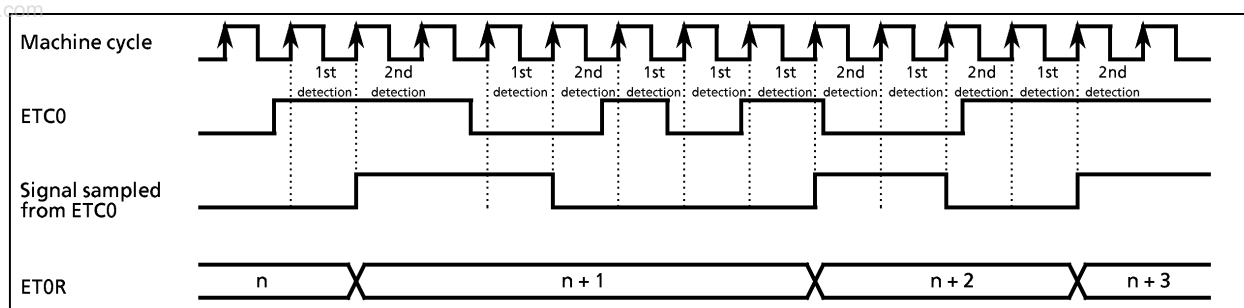 .com
Machine cycle
1st 2nd 1st 2nd 1st 1st 1st 2nd 1st 2nd 1st 2nd
detection detection detection detection detection detection detection detection detection detection detection detection
ETC0
Signal sampled
from ETC0
ET0R n n + 1 n + 2 n + 3